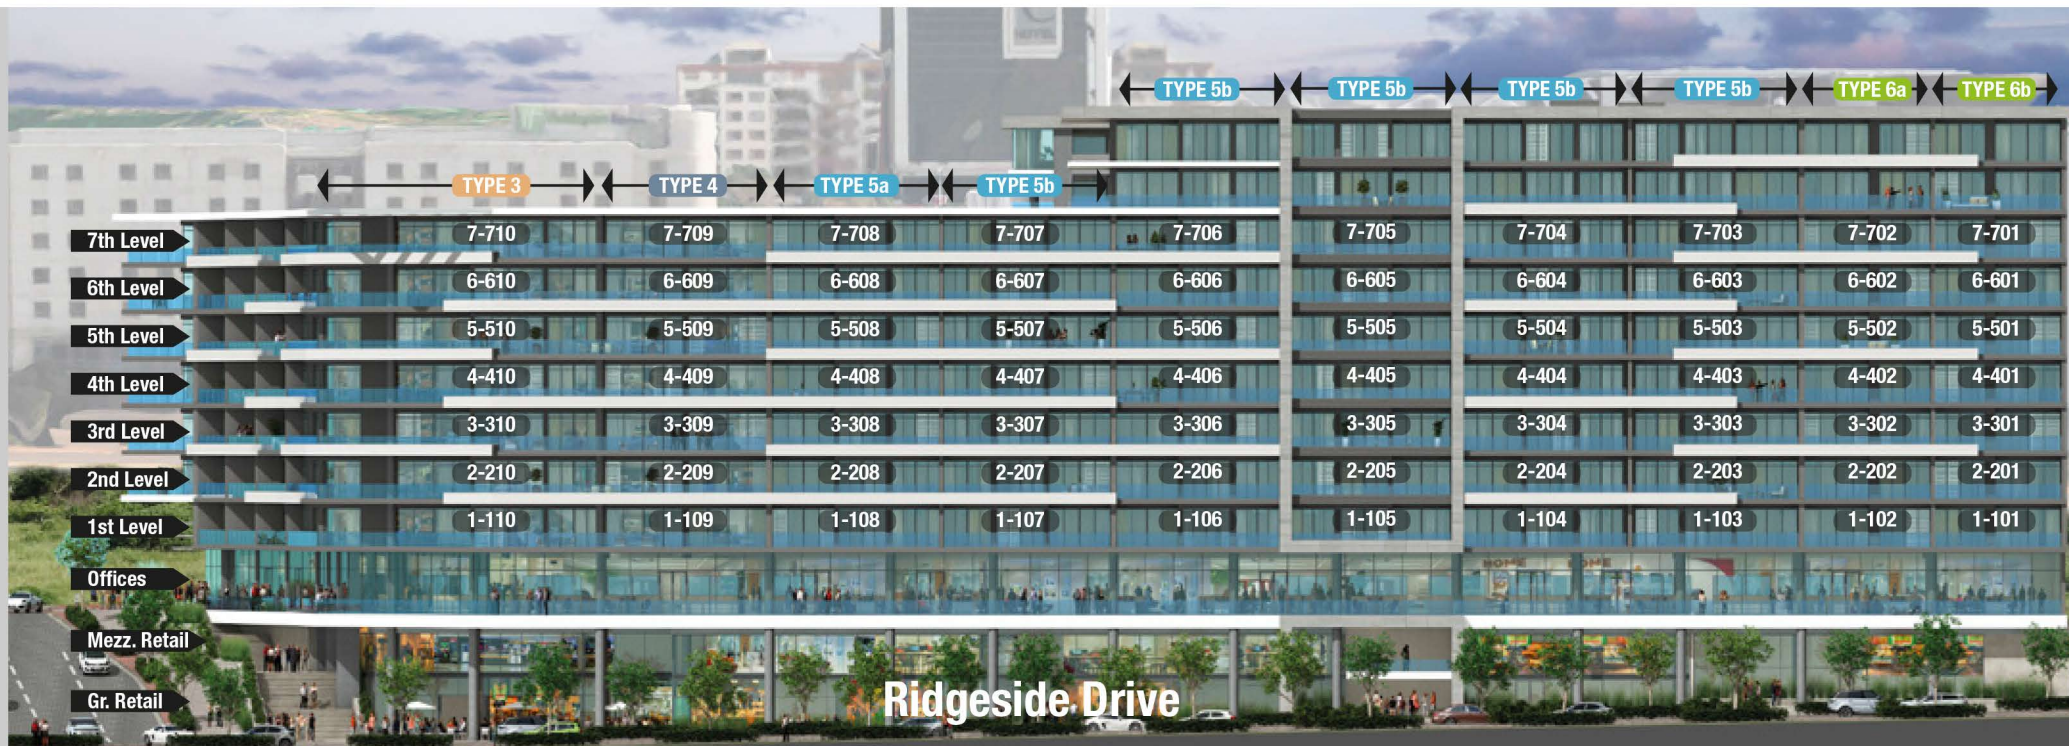 HOTEL
TYPE 5b TYPE 5b TYPE 5b TYPE 5b TYPE 6a TYPE 6b
TYPE 3 TYPE 4 TYPE 5a TYPE 5b
7th Level 7-710 7-709 7-708 7-707 7-706 7-705 7-704 7-703 7-702 7-701
6th Level 6-610 6-609 6-608 6-607 6-606 6-605 6-604 6-603 6-602 6-601
5th Level 5-510 5-509 5-508 5-507 5-506 5-505 5-504 5-503 5-502 5-501
4th Level 4-410 4-409 4-408 4-407 4-406 4-405 4-404 4-403 4-402 4-401
3rd Level 3-310 3-309 3-308 3-307 3-306 3-305 3-304 3-303 3-302 3-301
2nd Level 2-210 2-209 2-208 2-207 2-206 2-205 2-204 2-203 2-202 2-201
1st Level 1-110 1-109 1-108 1-107 1-106 1-105 1-104 1-103 1-102 1-101
HOME
Offices
Mezz. Retail
Gr. Retail
Ridgeside Drive